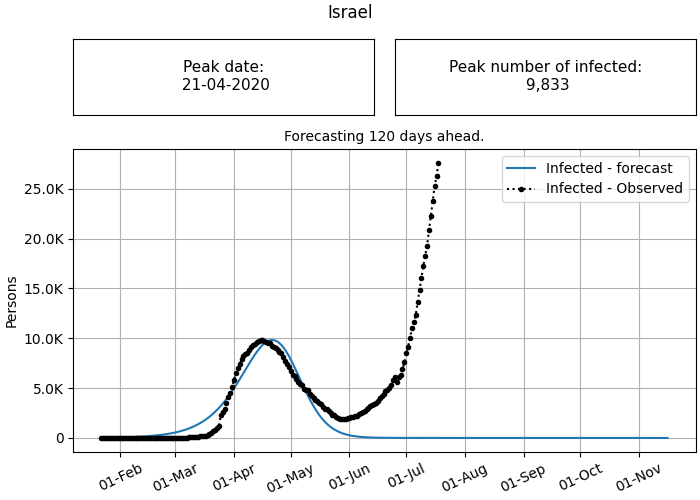 Israel
Peak date:
21-04-2020
Peak number of infected:
9,833
Forecasting 120 days ahead.
Infected - forecast
Infected - Observed
Persons
25.0K
20.0K
15.0K
10.0K
5.0K
0
01-Feb
01-Mar
01-Apr
01-May
01-Jun
01-Jul
01-Aug
01-Sep
01-Oct
01-Nov